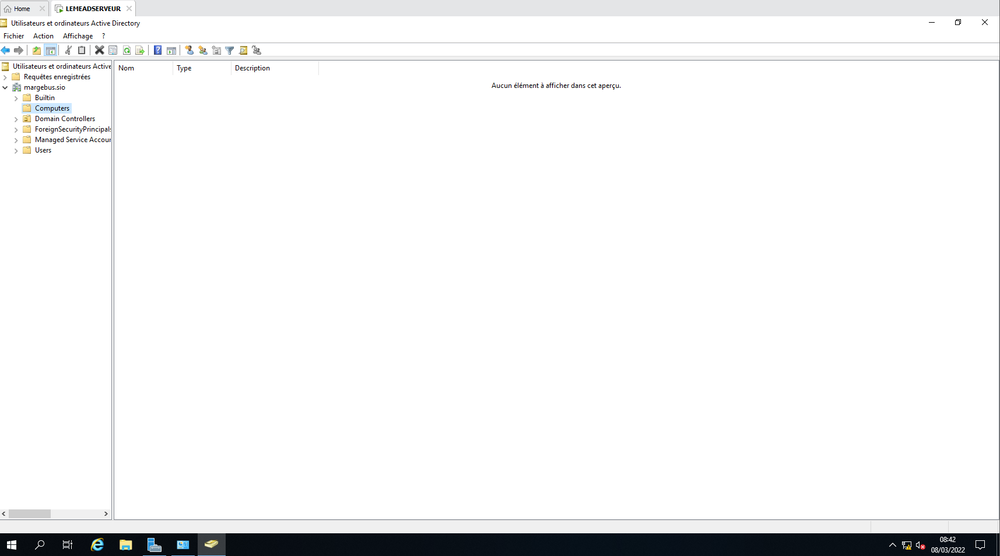 Home
LEMEADSERVEUR
Utilisateurs et ordinateurs Active Directory
Fichier Action Affichage ?
Utilisateurs et ordinateurs Active
Requêtes enregistrées
margebus.sio
Builtin
Computers
Domain Controllers
ForeignSecurityPrincipals
Managed Service Accour
Users
Nom Type Description
Aucun élément à afficher dans cet aperçu.
08:42
08/03/2022